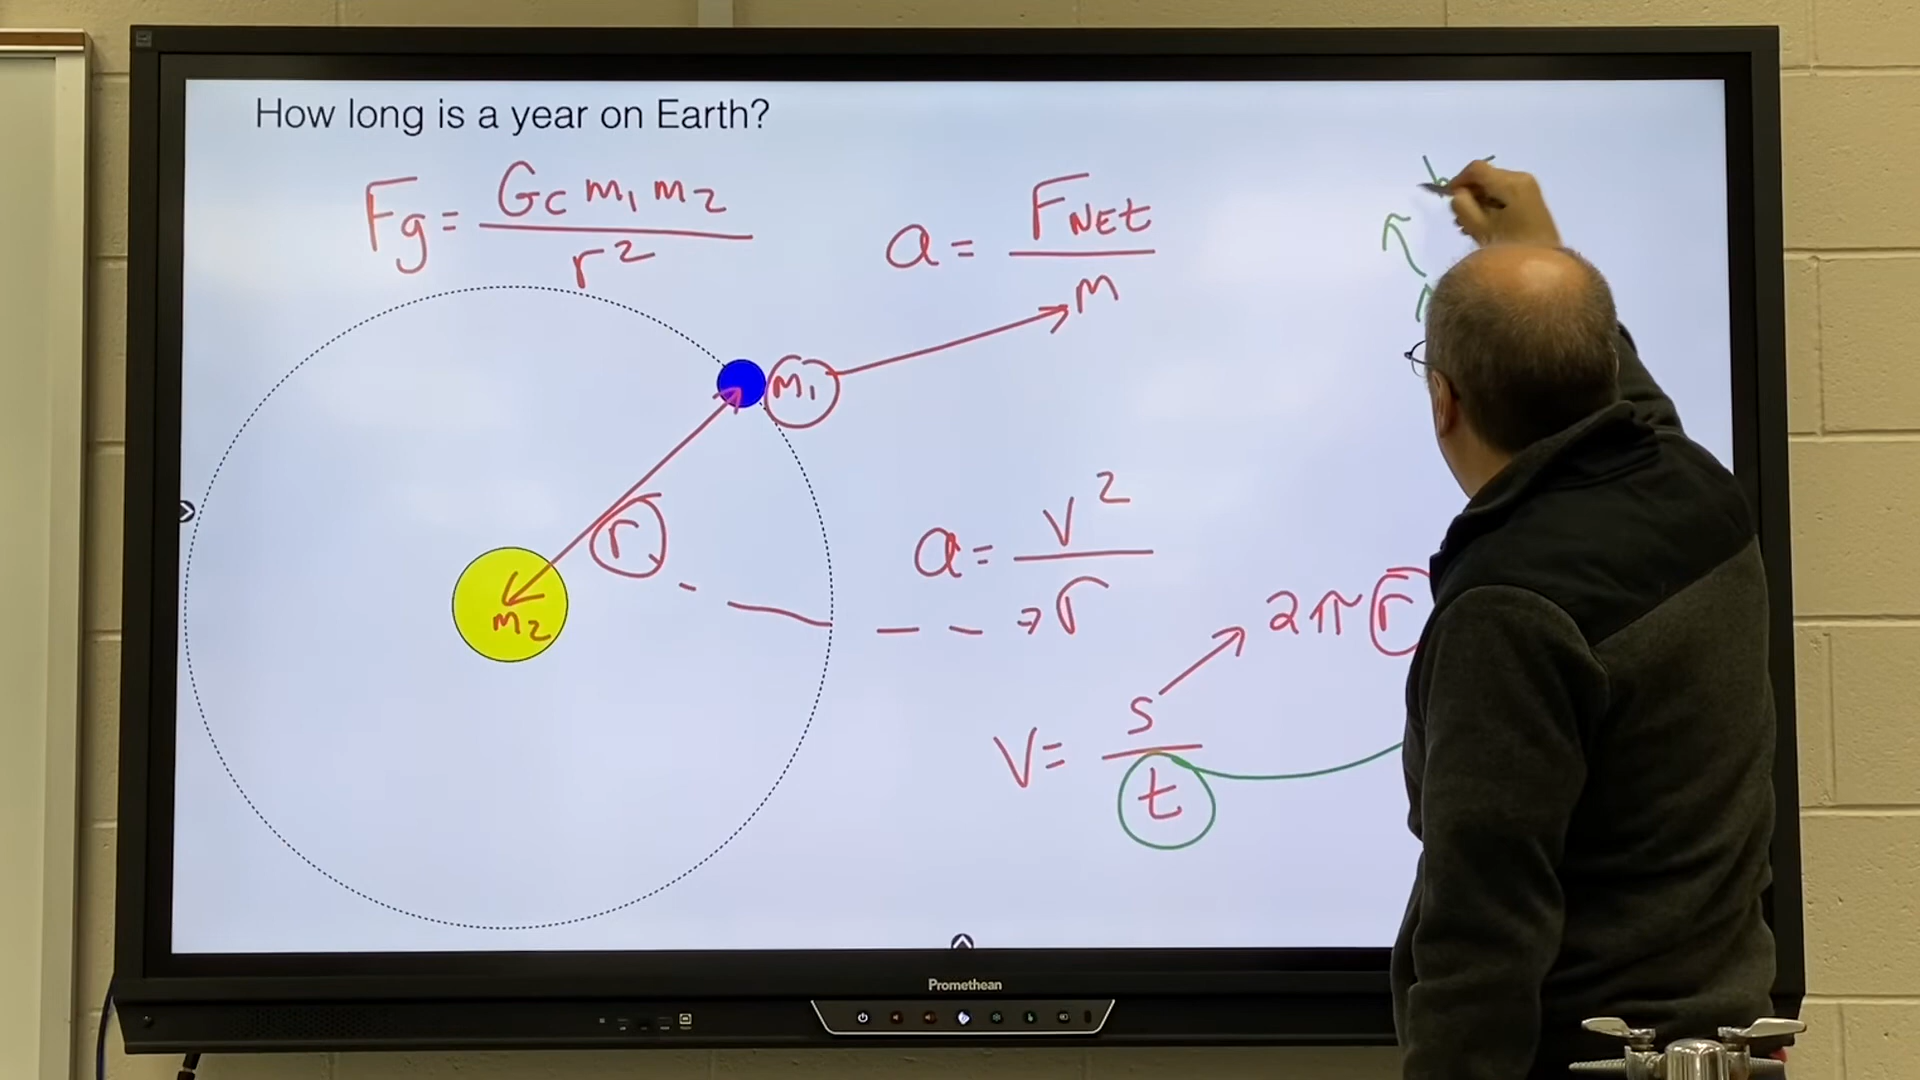 How long is a year on Earth?
Fg = Gc m1 m2 / r²
a = FNEt / m
m1
r
m2
a = v² / r
2πr
v = s / t
Promethean